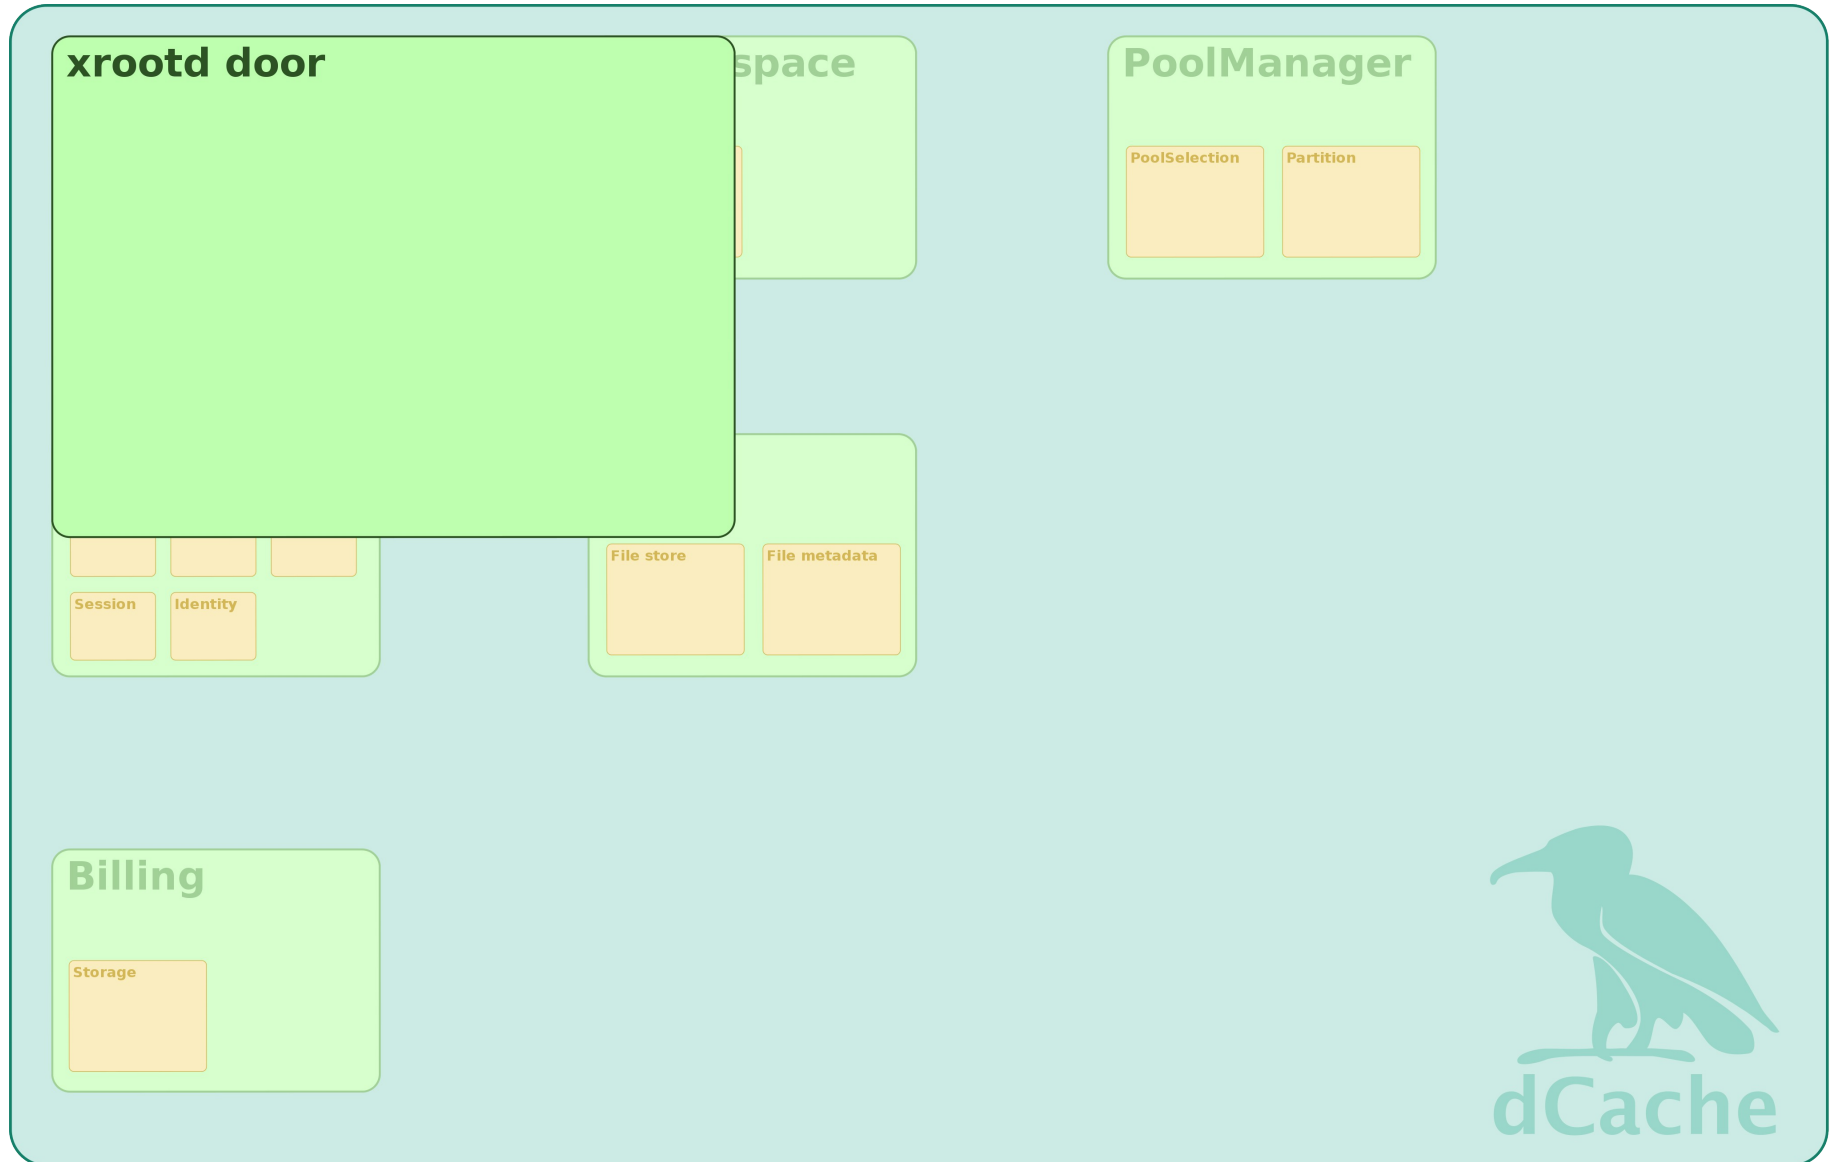 xrootd door
space
PoolManager
PoolSelection
Partition
File store
File metadata
Session
Identity
Billing
Storage
dCache